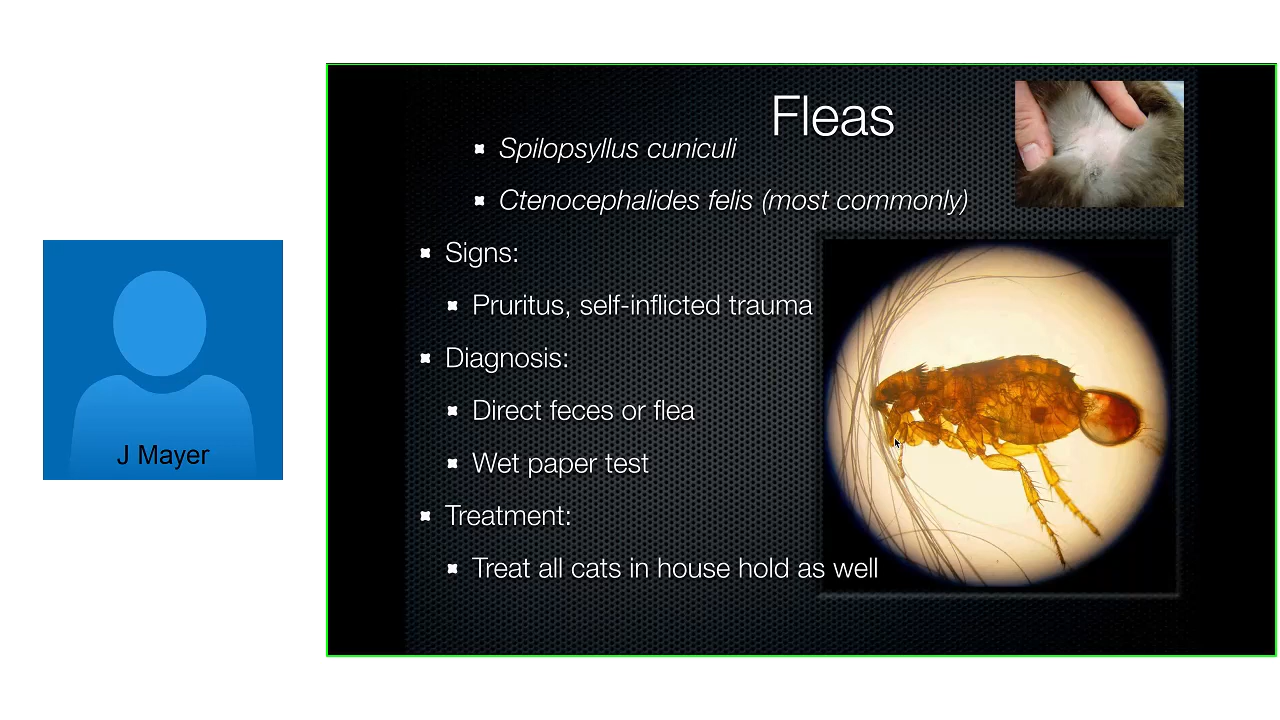 Fleas
Spilopsyllus cuniculi
Ctenocephalides felis (most commonly)
Signs:
Pruritus, self-inflicted trauma
Diagnosis:
Direct feces or flea
Wet paper test
Treatment:
Treat all cats in house hold as well
J Mayer